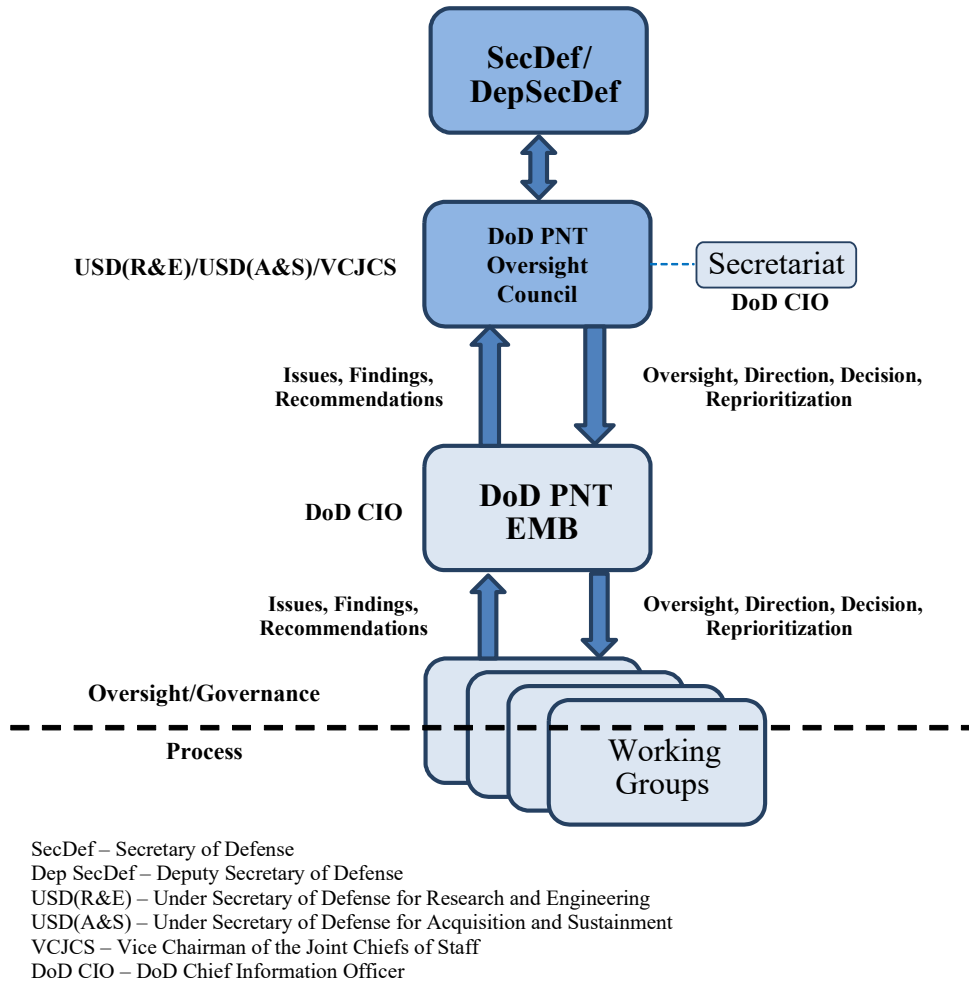 SecDef/
DepSecDef
DoD PNT
Oversight
Council
USD(R&E)/USD(A&S)/VCJCS
Secretariat
DoD CIO
Issues, Findings,
Recommendations
Oversight, Direction, Decision,
Reprioritization
DoD CIO
DoD PNT
EMB
Issues, Findings,
Recommendations
Oversight, Direction, Decision,
Reprioritization
Oversight/Governance
Process
Working
Groups
SecDef – Secretary of Defense
Dep SecDef – Deputy Secretary of Defense
USD(R&E) – Under Secretary of Defense for Research and Engineering
USD(A&S) – Under Secretary of Defense for Acquisition and Sustainment
VCJCS – Vice Chairman of the Joint Chiefs of Staff
DoD CIO – DoD Chief Information Officer